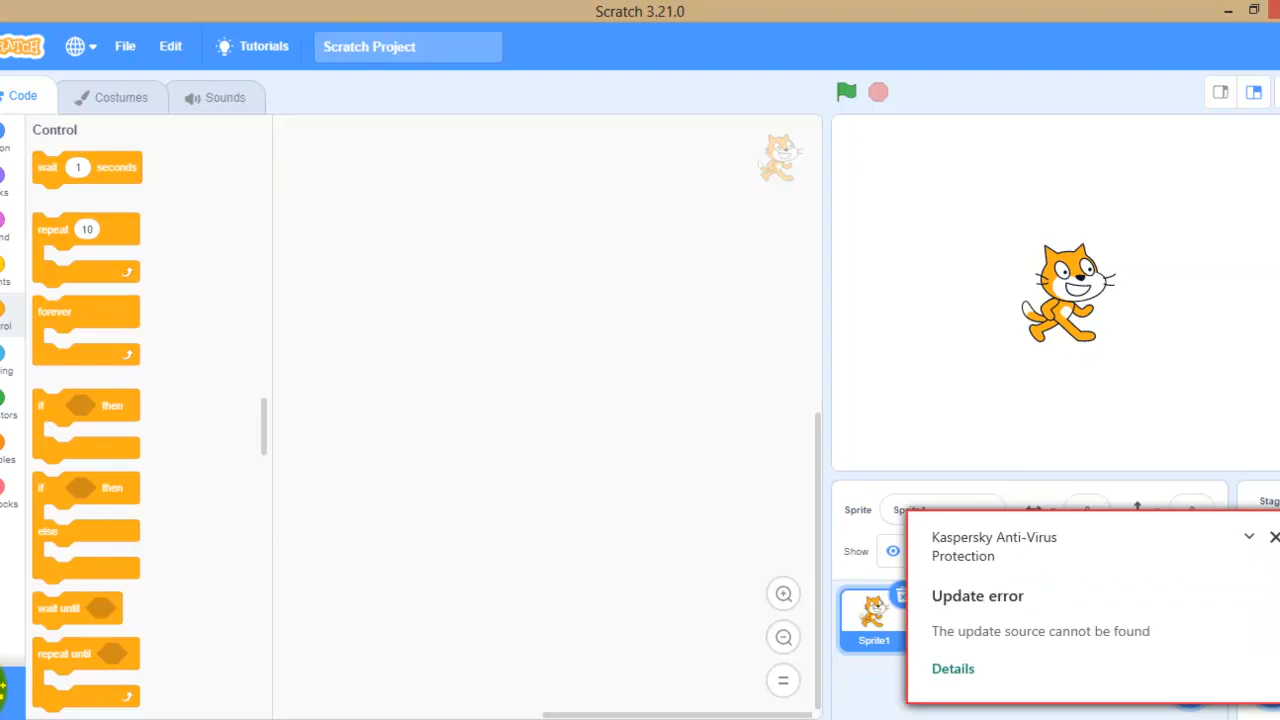 Scratch 3.21.0
File Edit Tutorials Scratch Project
Code Costumes Sounds
Control
wait 1 seconds
repeat 10
forever
if then
if then
else
wait until
repeat until
Sprite
Show
Sprite1
Kaspersky Anti-Virus
Protection
Update error
The update source cannot be found
Details